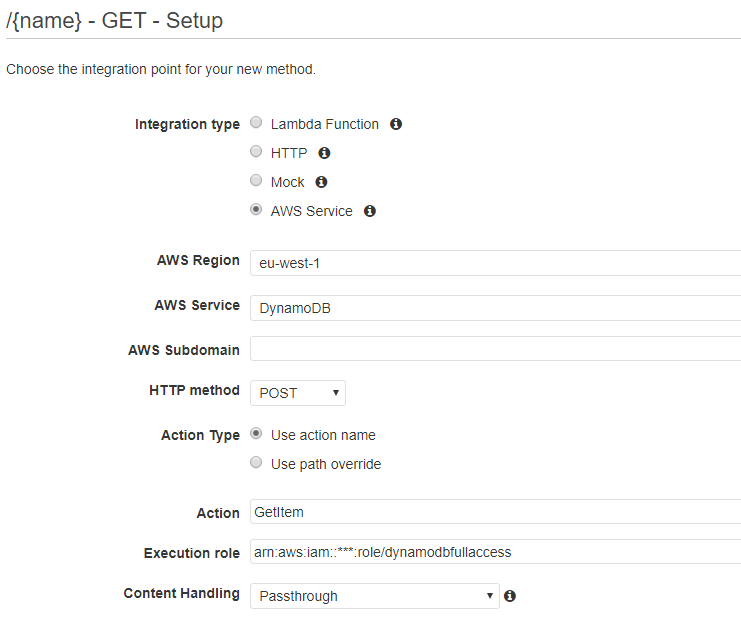 /{name} - GET - Setup
Choose the integration point for your new method.
Integration type Lambda Function
HTTP
Mock
AWS Service
AWS Region eu-west-1
AWS Service DynamoDB
AWS Subdomain
HTTP method POST
Action Type Use action name
Use path override
Action GetItem
Execution role arn:aws:iam::***:role/dynamodbfullaccess
Content Handling Passthrough